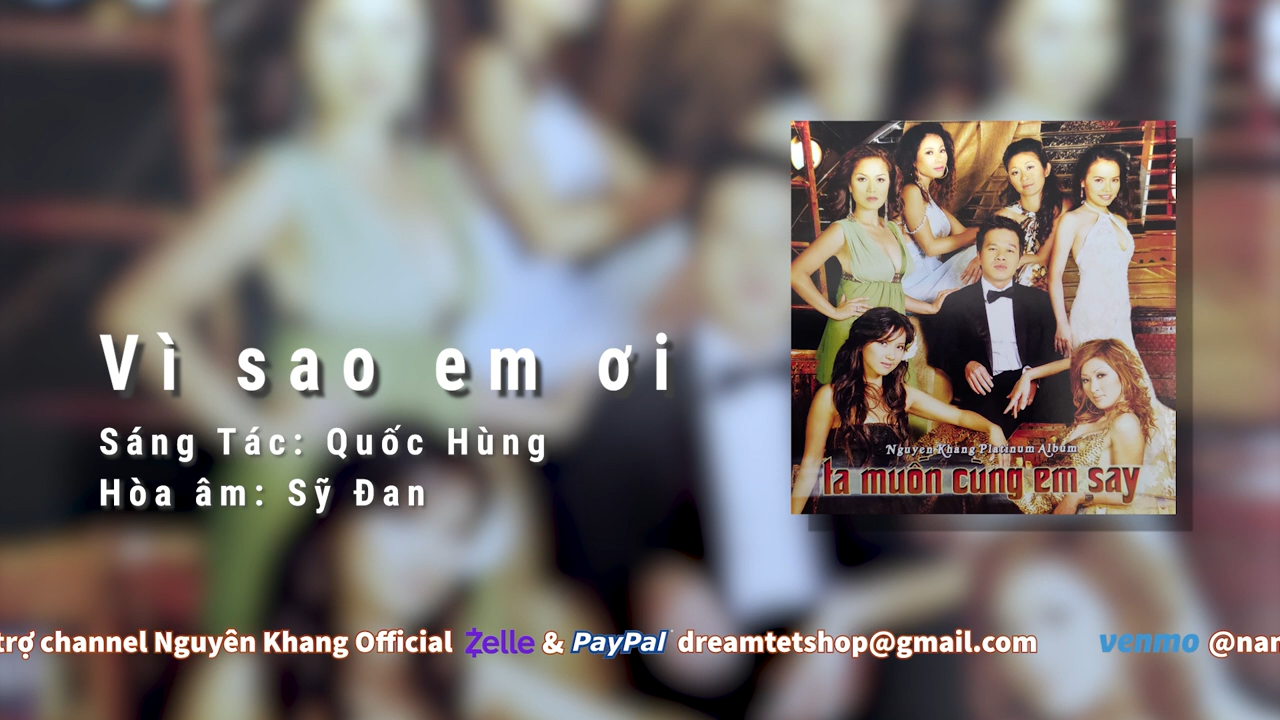 Vì sao em ơi
Sáng Tác: Quốc Hùng
Hòa âm: Sỹ Đan
Nguyen Khang Platinum Album
Ta muốn cùng em say
trợ channel Nguyên Khang Official Zelle & PayPal dreamtetshop@gmail.com venmo